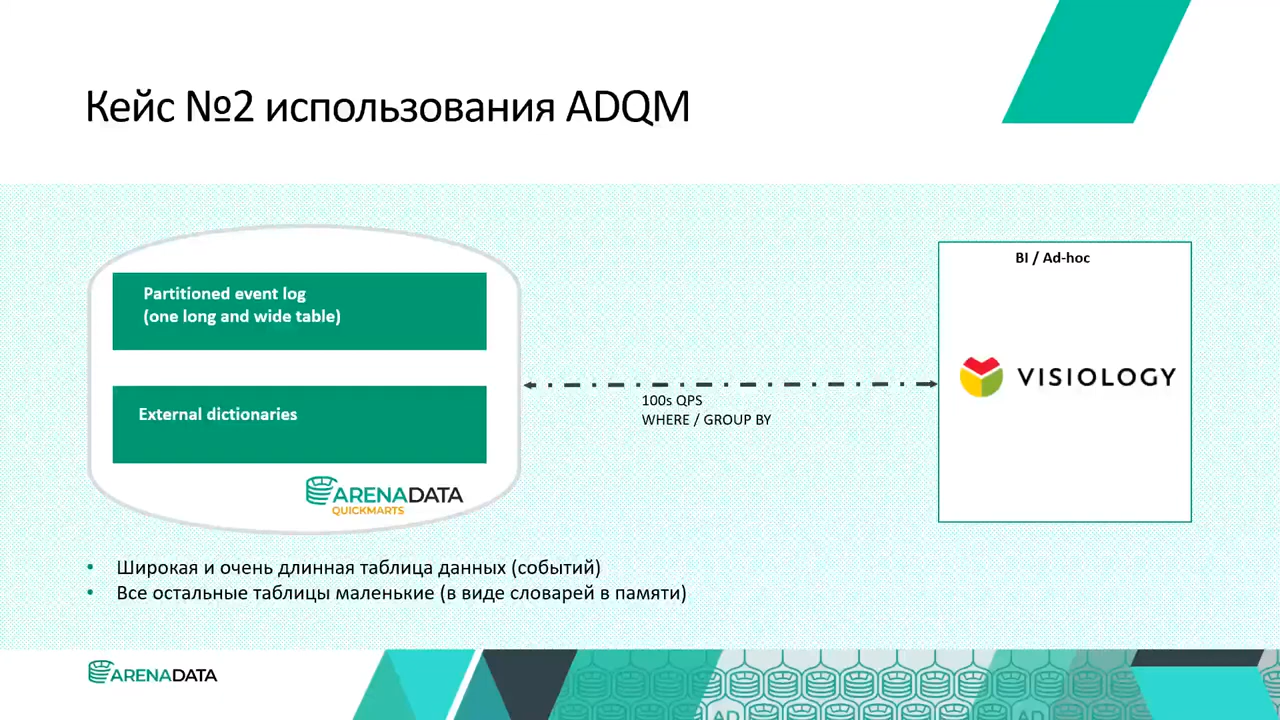 Кейс №2 использования ADQM
Partitioned event log
(one long and wide table)
External dictionaries
ARENADATA
QUICKMARTS
100s QPS
WHERE / GROUP BY
BI / Ad-hoc
VISIOLOGY
• Широкая и очень длинная таблица данных (событий)
• Все остальные таблицы маленькие (в виде словарей в памяти)
ARENADATA
AD
AD